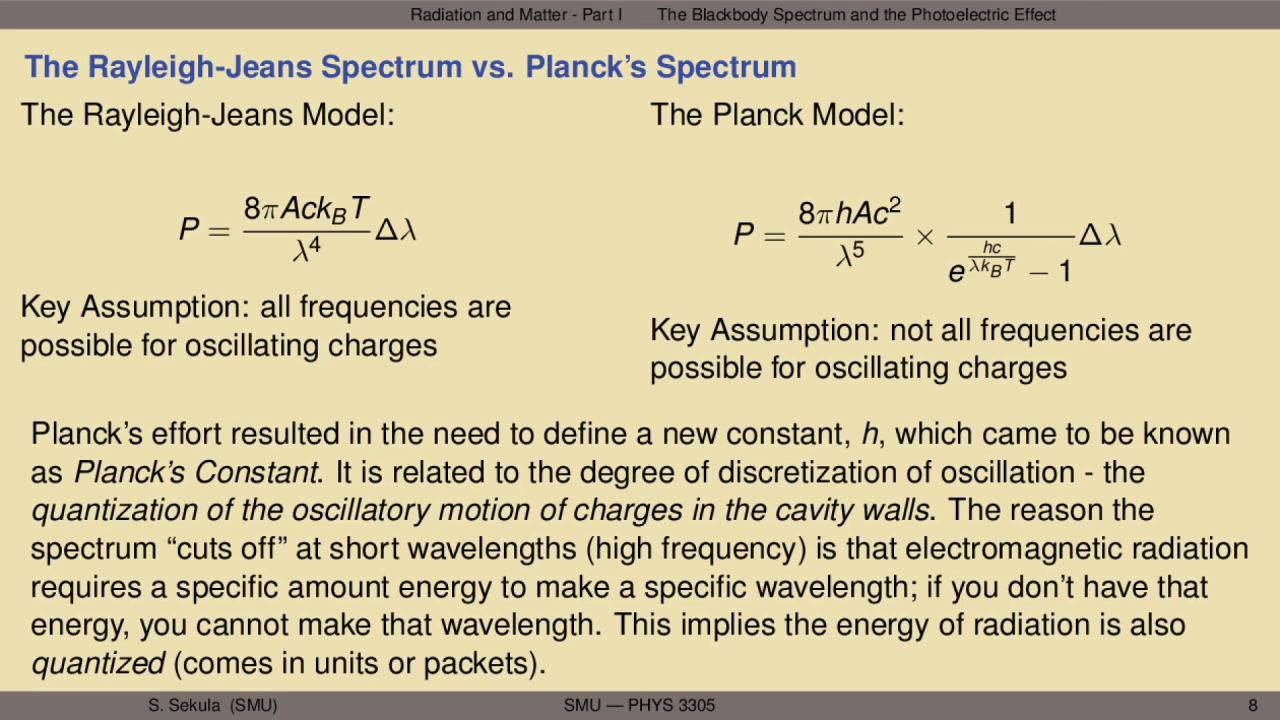 Radiation and Matter - Part I The Blackbody Spectrum and the Photoelectric Effect
The Rayleigh-Jeans Spectrum vs. Planck’s Spectrum
The Rayleigh-Jeans Model:
P = \frac{8πAck_BT}{λ^4}Δλ
Key Assumption: all frequencies are
possible for oscillating charges
The Planck Model:
P = \frac{8πhAc^2}{λ^5} × \frac{1}{e^{\frac{hc}{λk_BT}} − 1}Δλ
Key Assumption: not all frequencies are
possible for oscillating charges
Planck’s effort resulted in the need to define a new constant, h, which came to be known
as Planck’s Constant. It is related to the degree of discretization of oscillation - the
quantization of the oscillatory motion of charges in the cavity walls. The reason the
spectrum “cuts off” at short wavelengths (high frequency) is that electromagnetic radiation
requires a specific amount energy to make a specific wavelength; if you don’t have that
energy, you cannot make that wavelength. This implies the energy of radiation is also
quantized (comes in units or packets).
S. Sekula (SMU) SMU — PHYS 3305 8